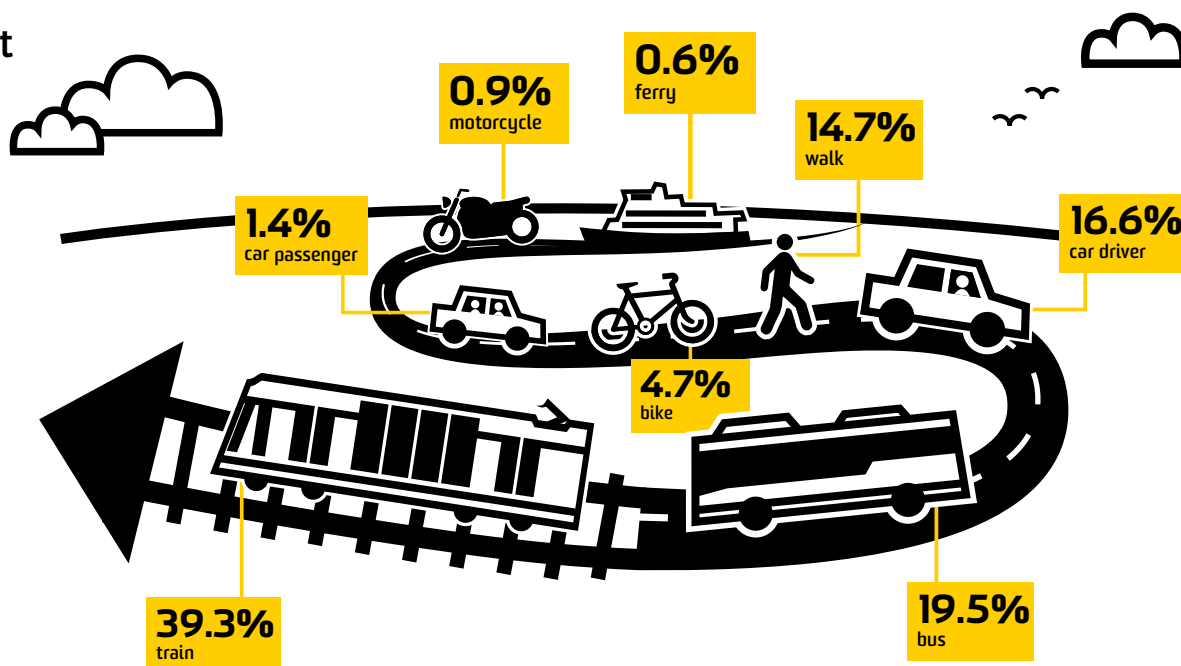 0.6%
ferry
0.9%
motorcycle
14.7%
walk
1.4%
car passenger
16.6%
car driver
4.7%
bike
39.3%
train
19.5%
bus